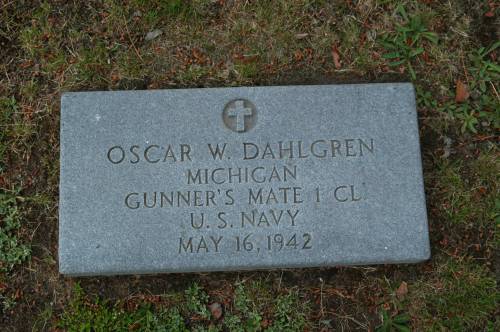 OSCAR W. DAHLGREN
MICHIGAN
GUNNER'S MATE 1 CL.
U. S. NAVY
MAY 16, 1942